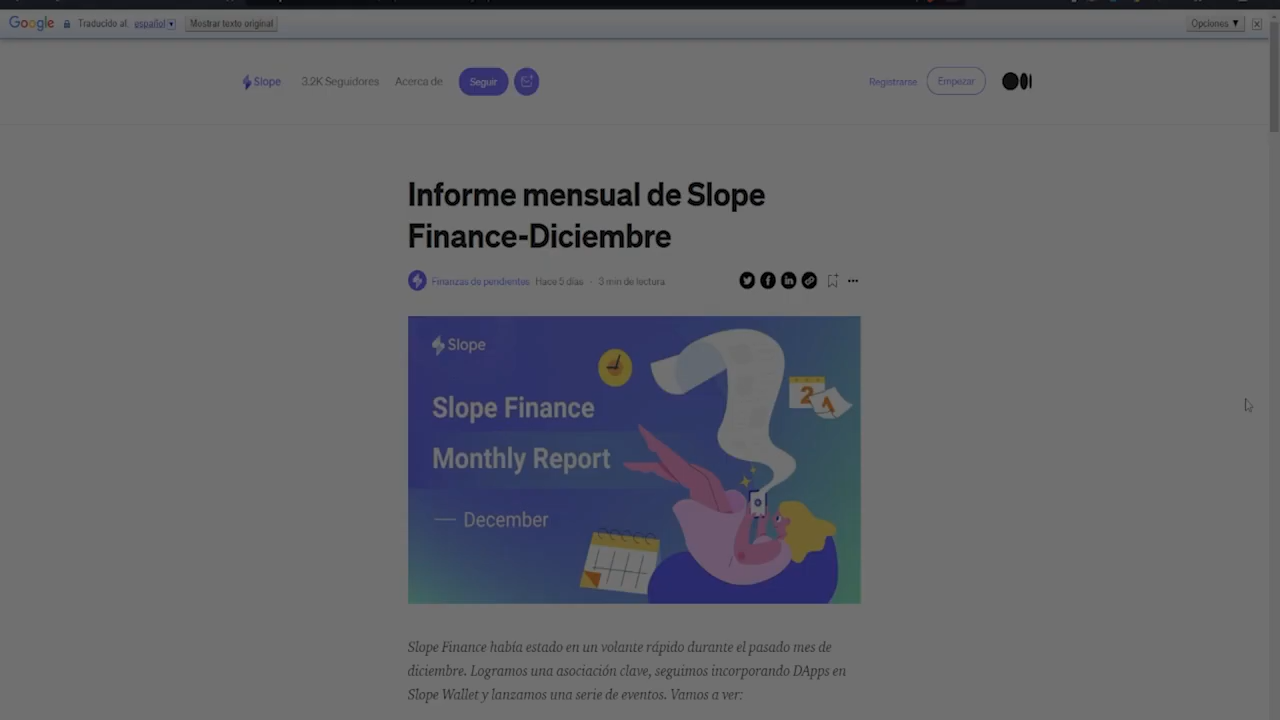 Google Traducido al español Mostrar texto original Opciones ▼
Slope 3.2K Seguidores Acerca de Seguir Registrarse Empezar
Informe mensual de Slope
Finance-Diciembre
Finanzas de pendientes Hace 5 días · 3 min de lectura
Slope
Slope Finance
Monthly Report
— December
2
1
Slope Finance había estado en un volante rápido durante el pasado mes de
diciembre. Logramos una asociación clave, seguimos incorporando DApps en
Slope Wallet y lanzamos una serie de eventos. Vamos a ver: